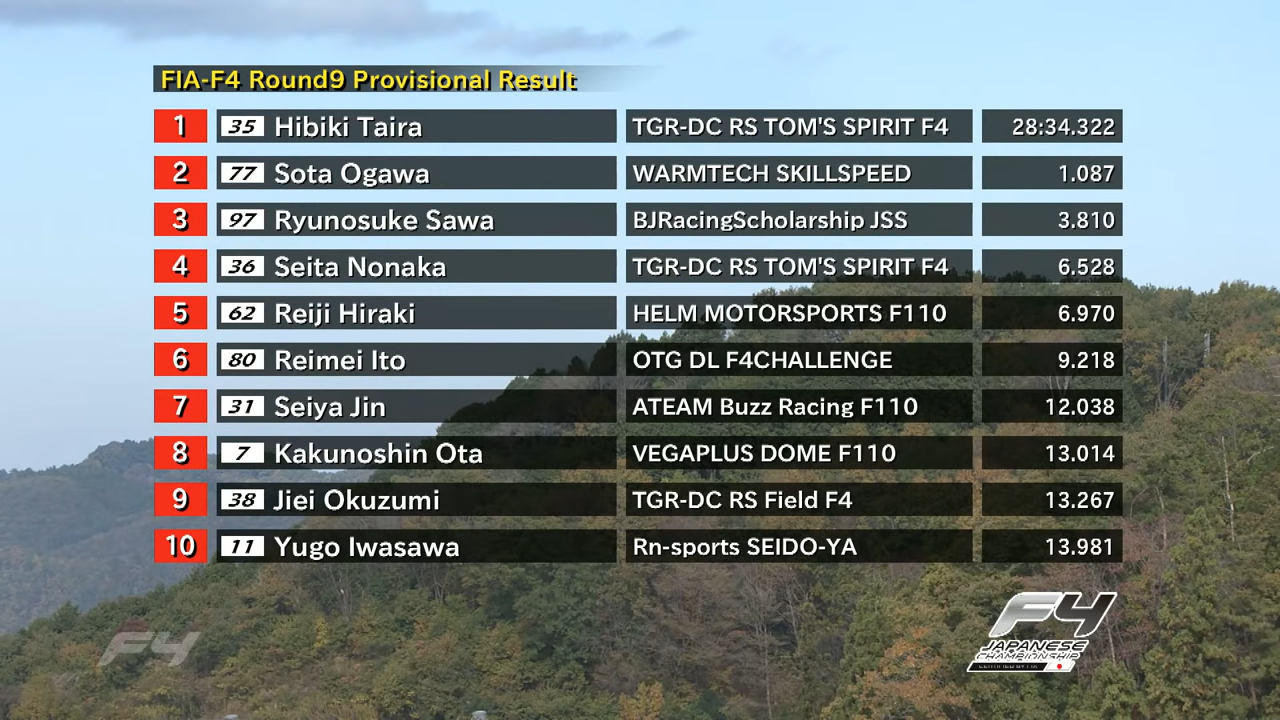 FIA-F4 Round9 Provisional Result
1 35 Hibiki Taira TGR-DC RS TOM'S SPIRIT F4 28:34.322
2 77 Sota Ogawa WARMTECH SKILLSPEED 1.087
3 97 Ryunosuke Sawa BJRacingScholarship JSS 3.810
4 36 Seita Nonaka TGR-DC RS TOM'S SPIRIT F4 6.528
5 62 Reiji Hiraki HELM MOTORSPORTS F110 6.970
6 80 Reimei Ito OTG DL F4CHALLENGE 9.218
7 31 Seiya Jin ATEAM Buzz Racing F110 12.038
8 7 Kakunoshin Ota VEGAPLUS DOME F110 13.014
9 38 Jiei Okuzumi TGR-DC RS Field F4 13.267
10 11 Yugo Iwasawa Rn-sports SEIDO-YA 13.981
F4
F4
JAPANESE
CHAMPIONSHIP